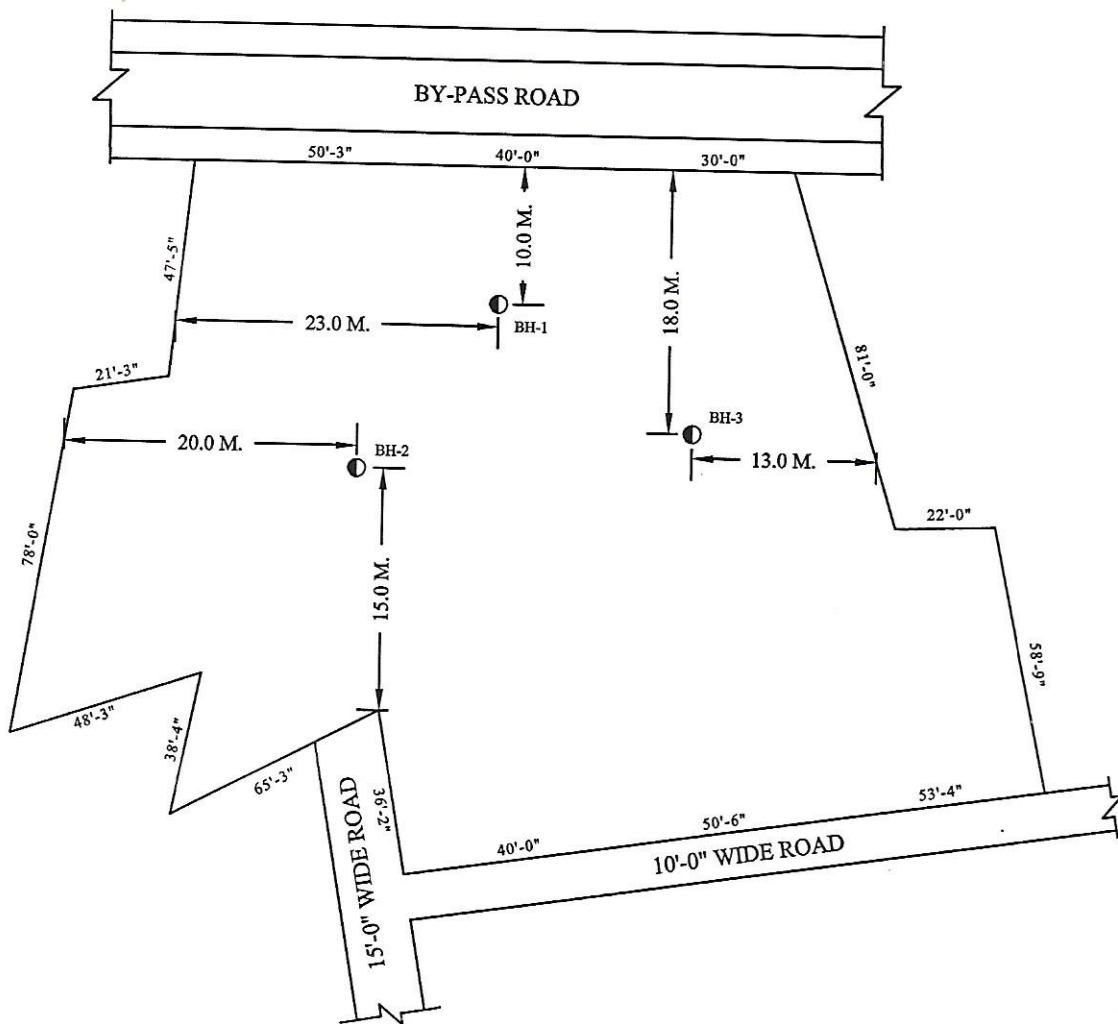 BY-PASS ROAD
50'-3"
40'-0"
30'-0"
47'-5"
10.0 M.
18.0 M.
23.0 M.
BH-1
81'-0"
21'-3"
20.0 M.
BH-2
BH-3
13.0 M.
22'-0"
78'-0"
15.0 M.
58'-9"
48'-3"
38'-4"
65'-3"
36'-2"
15'-0" WIDE ROAD
40'-0"
50'-6"
53'-4"
10'-0" WIDE ROAD